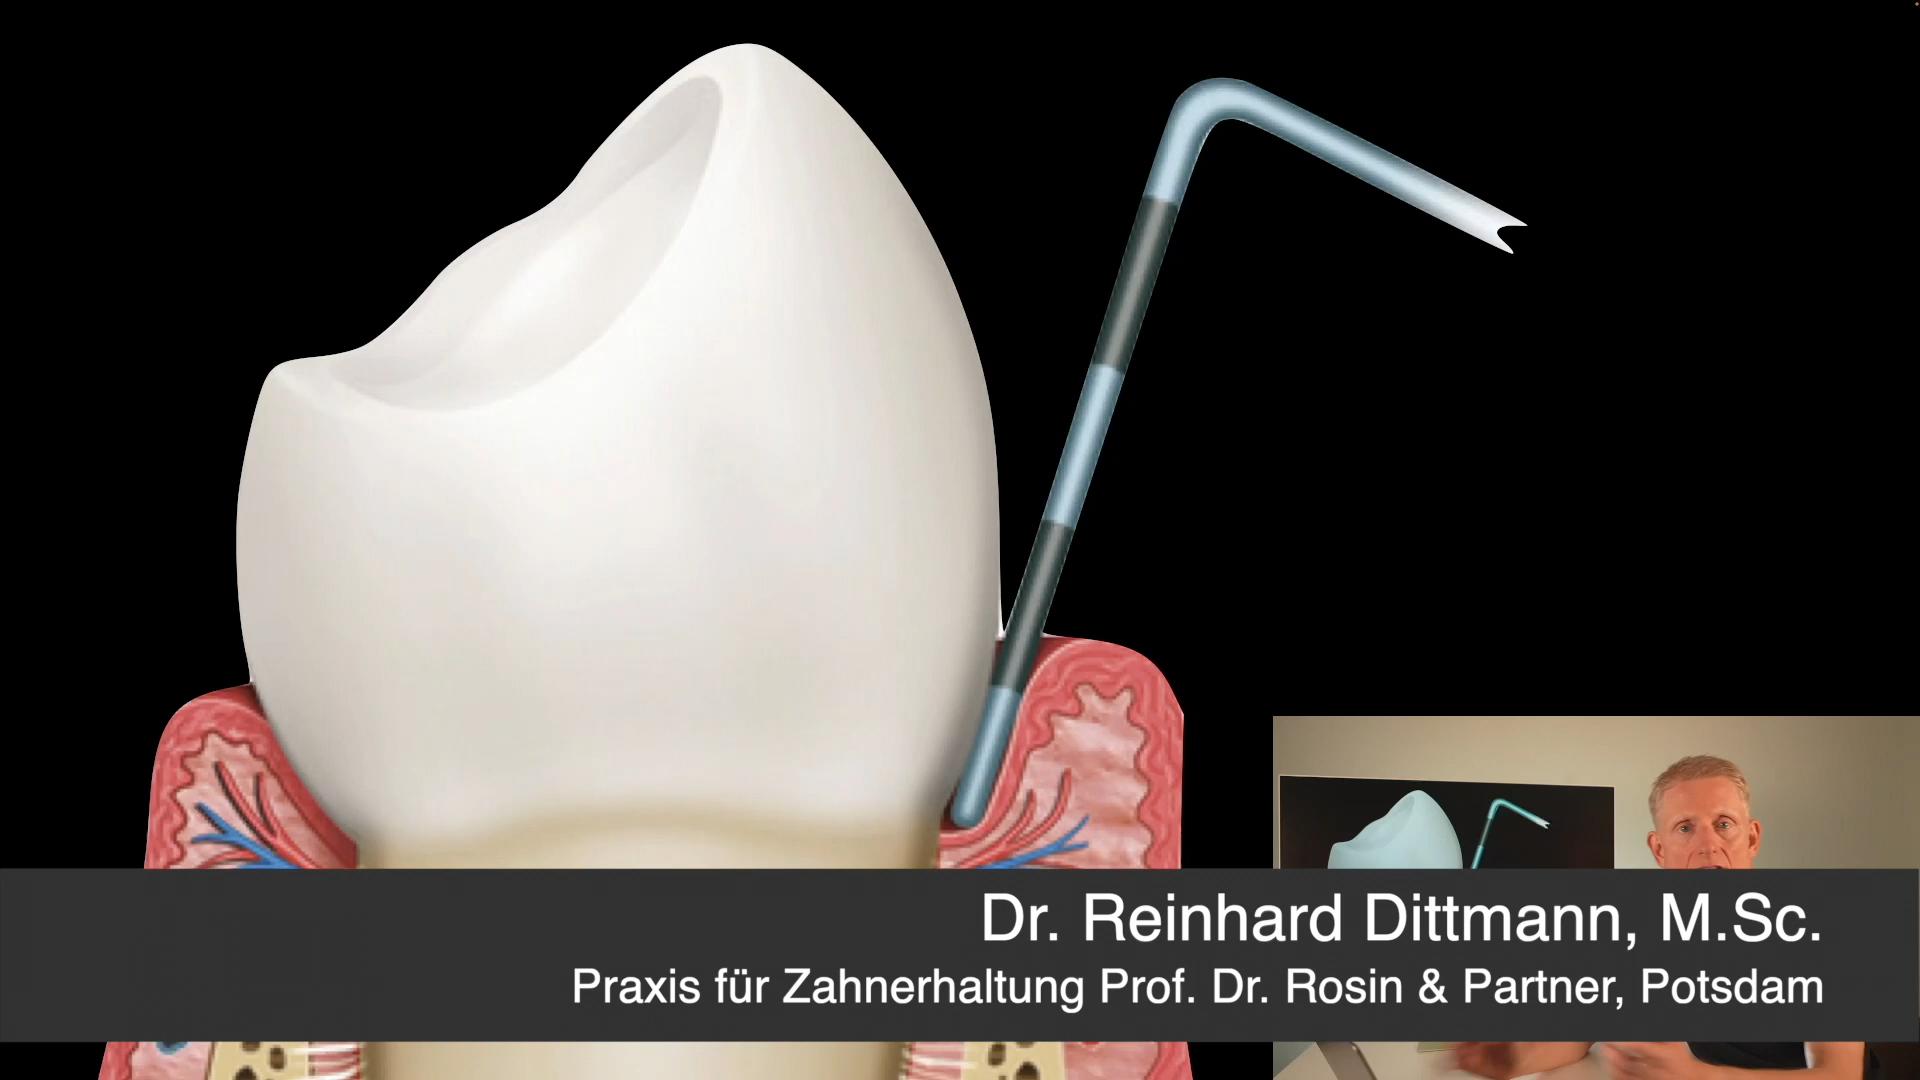 Dr. Reinhard Dittmann, M.Sc.
Praxis für Zahnerhaltung Prof. Dr. Rosin & Partner, Potsdam